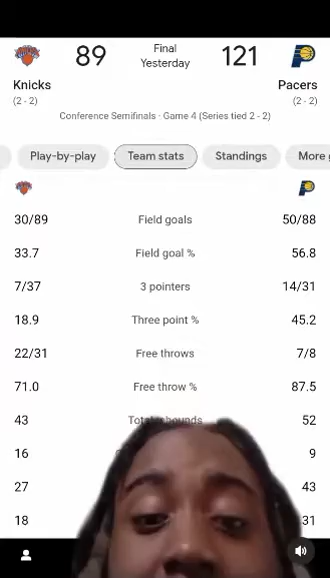 89
Final
Yesterday
121
Knicks
(2 - 2)
Pacers
(2 - 2)
Conference Semifinals · Game 4 (Series tied 2 - 2)
Play-by-play
Team stats
Standings
More
30/89 Field goals 50/88
33.7 Field goal % 56.8
7/37 3 pointers 14/31
18.9 Three point % 45.2
22/31 Free throws 7/8
71.0 Free throw % 87.5
43 Total rebounds 52
16 9
27 43
18 31